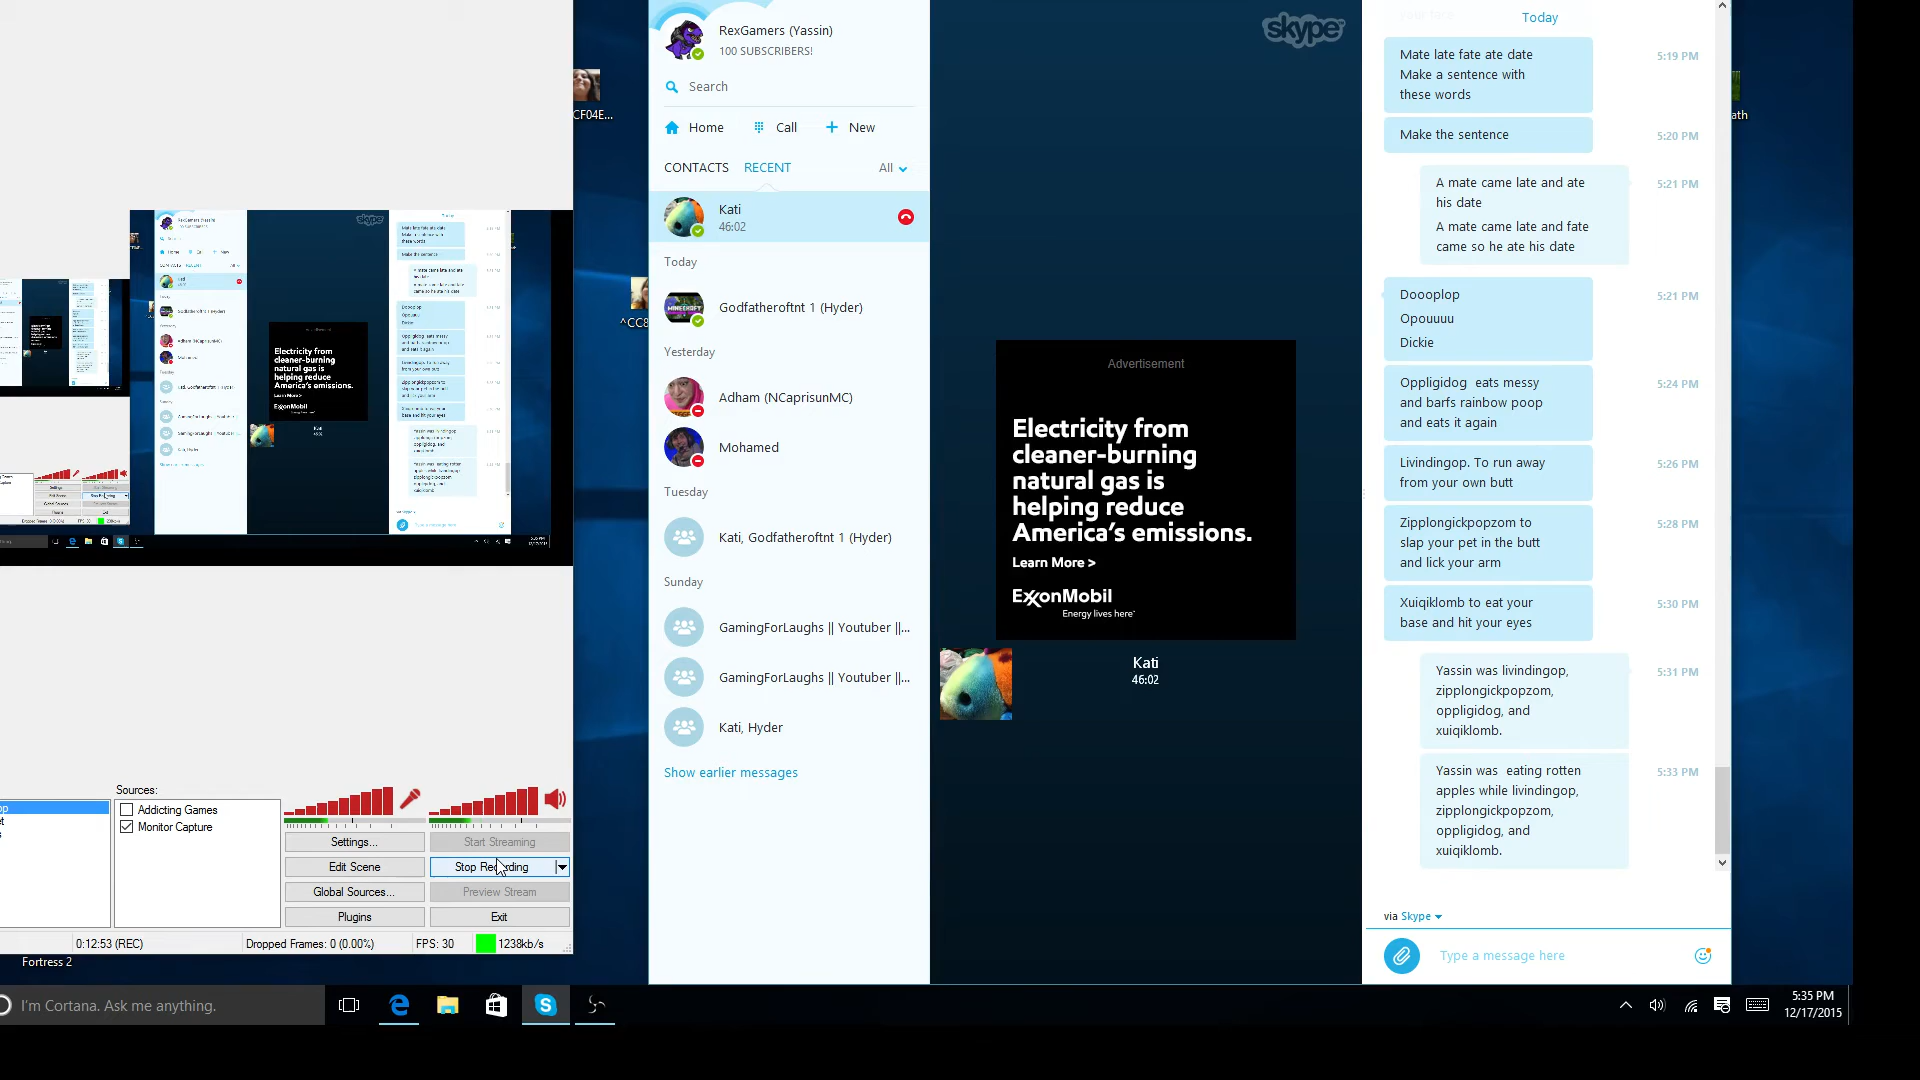 CF04E...
^CC8
ath
RexGamers (Yassin)
100 SUBSCRIBERS!
Search
Home
Call
New
CONTACTS
RECENT
All
Kati
46:02
Today
Godfatheroftnt 1 (Hyder)
Yesterday
Adham (NCaprisunMC)
Mohamed
Tuesday
Kati, Godfatheroftnt 1 (Hyder)
Sunday
GamingForLaughs || Youtuber ||...
GamingForLaughs || Youtuber ||...
Kati, Hyder
Show earlier messages
skype
Advertisement
Electricity from
cleaner-burning
natural gas is
helping reduce
America's emissions.
Learn More >
ExxonMobil
Energy lives here
Kati
46:02
Today
Mate late fate ate date
Make a sentence with
these words
5:19 PM
Make the sentence
5:20 PM
A mate came late and ate
his date
5:21 PM
A mate came late and fate
came so he ate his date
Doooplop
5:21 PM
Opouuuu
Dickie
Oppligidog  eats messy
and barfs rainbow poop
and eats it again
5:24 PM
Livindingop. To run away
from your own butt
5:26 PM
Zipplongickpopzom to
slap your pet in the butt
and lick your arm
5:28 PM
Xuiqiklomb to eat your
base and hit your eyes
5:30 PM
Yassin was livindingop,
zipplongickpopzom,
oppligidog, and
xuiqiklomb.
5:31 PM
Yassin was  eating rotten
apples while livindingop,
zipplongickpopzom,
oppligidog, and
xuiqiklomb.
5:33 PM
via Skype
Type a message here
Sources:
Addicting Games
Monitor Capture
Settings...
Start Streaming
Edit Scene
Stop Recording
Global Sources...
Preview Stream
Plugins
Exit
0:12:53 (REC)
Dropped Frames: 0 (0.00%)
FPS: 30
1238kb/s
Fortress 2
I'm Cortana. Ask me anything.
5:35 PM
12/17/2015